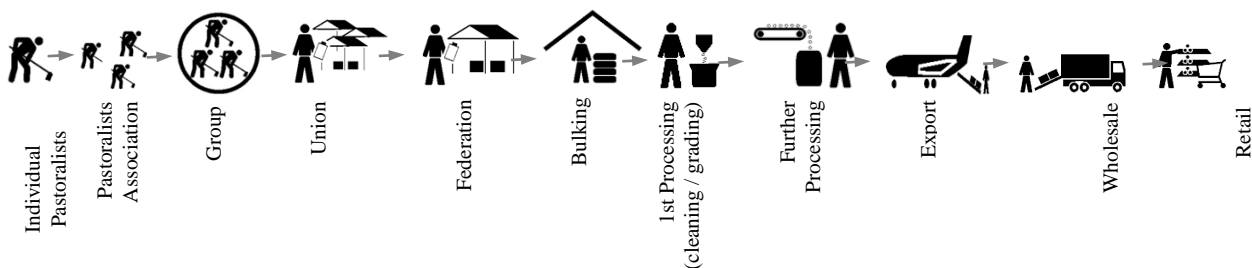 Individual
Pastoralists
Pastoralists
Association
Group
Union
Federation
Bulking
1st Processing
(cleaning / grading)
Further
Processing
Export
Wholesale
Retail